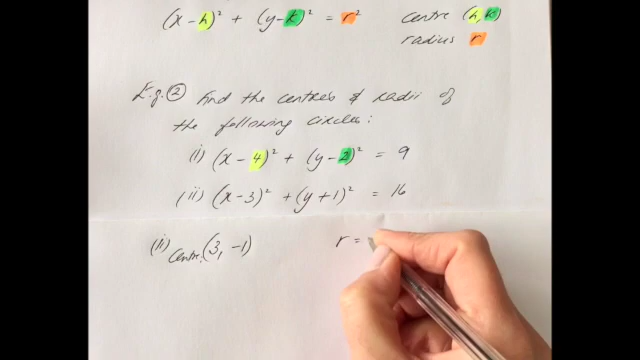 (x-h)² + (y-k)² = r² centre (h,k)
radius r
E.g. ② Find the centres & radii of
the following circles:
(i) (x-4)² + (y-2)² = 9
(ii) (x-3)² + (y+1)² = 16
(ii) Centre: (3, -1) r =